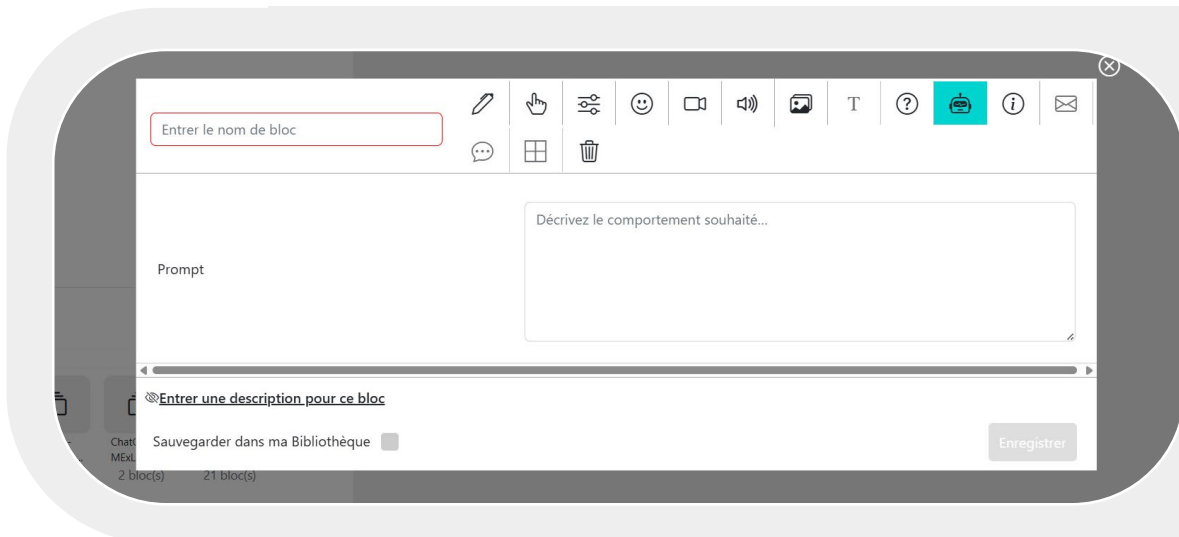 Entrer le nom de bloc
T
Décrivez le comportement souhaité...
Prompt
Entrer une description pour ce bloc
Sauvegarder dans ma Bibliothèque
Enregistrer
2 bloc(s)
21 bloc(s)